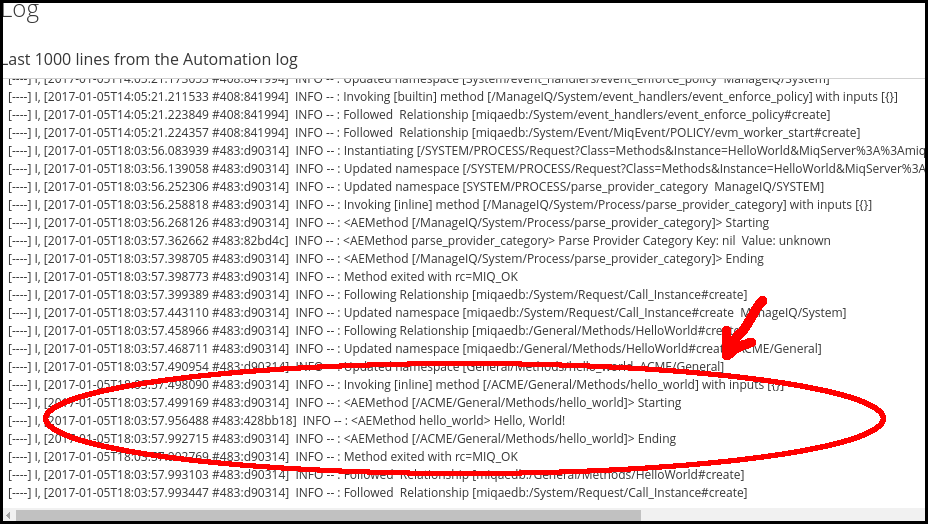 Log
Last 1000 lines from the Automation log
[----] I, [2017-01-05T14:05:21.173053 #408:841994]  INFO -- : Updated namespace [System/event_handlers/event_enforce_policy  ManageIQ/System]
[----] I, [2017-01-05T14:05:21.211533 #408:841994]  INFO -- : Invoking [builtin] method [/ManageIQ/System/event_handlers/event_enforce_policy] with inputs [{}]
[----] I, [2017-01-05T14:05:21.223849 #408:841994]  INFO -- : Followed  Relationship [miqaedb:/System/event_handlers/event_enforce_policy#create]
[----] I, [2017-01-05T14:05:21.224357 #408:841994]  INFO -- : Followed  Relationship [miqaedb:/System/Event/MiqEvent/POLICY/evm_worker_start#create]
[----] I, [2017-01-05T18:03:56.083939 #483:d90314]  INFO -- : Instantiating [/SYSTEM/PROCESS/Request?Class=Methods&Instance=HelloWorld&MiqServer%3A%3Amiq
[----] I, [2017-01-05T18:03:56.139058 #483:d90314]  INFO -- : Updated namespace [/SYSTEM/PROCESS/Request?Class=Methods&Instance=HelloWorld&MiqServer%3A
[----] I, [2017-01-05T18:03:56.252306 #483:d90314]  INFO -- : Updated namespace [SYSTEM/PROCESS/parse_provider_category  ManageIQ/SYSTEM]
[----] I, [2017-01-05T18:03:56.258818 #483:d90314]  INFO -- : Invoking [inline] method [/ManageIQ/System/Process/parse_provider_category] with inputs [{}]
[----] I, [2017-01-05T18:03:56.268126 #483:d90314]  INFO -- : <AEMethod [/ManageIQ/System/Process/parse_provider_category]> Starting
[----] I, [2017-01-05T18:03:57.362662 #483:82bd4c]  INFO -- : <AEMethod parse_provider_category> Parse Provider Category Key: nil  Value: unknown
[----] I, [2017-01-05T18:03:57.398705 #483:d90314]  INFO -- : <AEMethod [/ManageIQ/System/Process/parse_provider_category]> Ending
[----] I, [2017-01-05T18:03:57.398773 #483:d90314]  INFO -- : Method exited with rc=MIQ_OK
[----] I, [2017-01-05T18:03:57.399389 #483:d90314]  INFO -- : Following Relationship [miqaedb:/System/Request/Call_Instance#create]
[----] I, [2017-01-05T18:03:57.443110 #483:d90314]  INFO -- : Updated namespace [miqaedb:/System/Request/Call_Instance#create  ManageIQ/System]
[----] I, [2017-01-05T18:03:57.458966 #483:d90314]  INFO -- : Following Relationship [miqaedb:/General/Methods/HelloWorld#create]
[----] I, [2017-01-05T18:03:57.468711 #483:d90314]  INFO -- : Updated namespace [miqaedb:/General/Methods/HelloWorld#create  ACME/General]
[----] I, [2017-01-05T18:03:57.490954 #483:d90314]  INFO -- : Updated namespace [General/Methods/hello_world  ACME/General]
[----] I, [2017-01-05T18:03:57.498090 #483:d90314]  INFO -- : Invoking [inline] method [/ACME/General/Methods/hello_world] with inputs [{}]
[----] I, [2017-01-05T18:03:57.499169 #483:d90314]  INFO -- : <AEMethod [/ACME/General/Methods/hello_world]> Starting
[----] I, [2017-01-05T18:03:57.956488 #483:428bb18]  INFO -- : <AEMethod hello_world> Hello, World!
[----] I, [2017-01-05T18:03:57.992715 #483:d90314]  INFO -- : <AEMethod [/ACME/General/Methods/hello_world]> Ending
[----] I, [2017-01-05T18:03:57.992769 #483:d90314]  INFO -- : Method exited with rc=MIQ_OK
[----] I, [2017-01-05T18:03:57.993103 #483:d90314]  INFO -- : Followed  Relationship [miqaedb:/General/Methods/HelloWorld#create]
[----] I, [2017-01-05T18:03:57.993447 #483:d90314]  INFO -- : Followed  Relationship [miqaedb:/System/Request/Call_Instance#create]